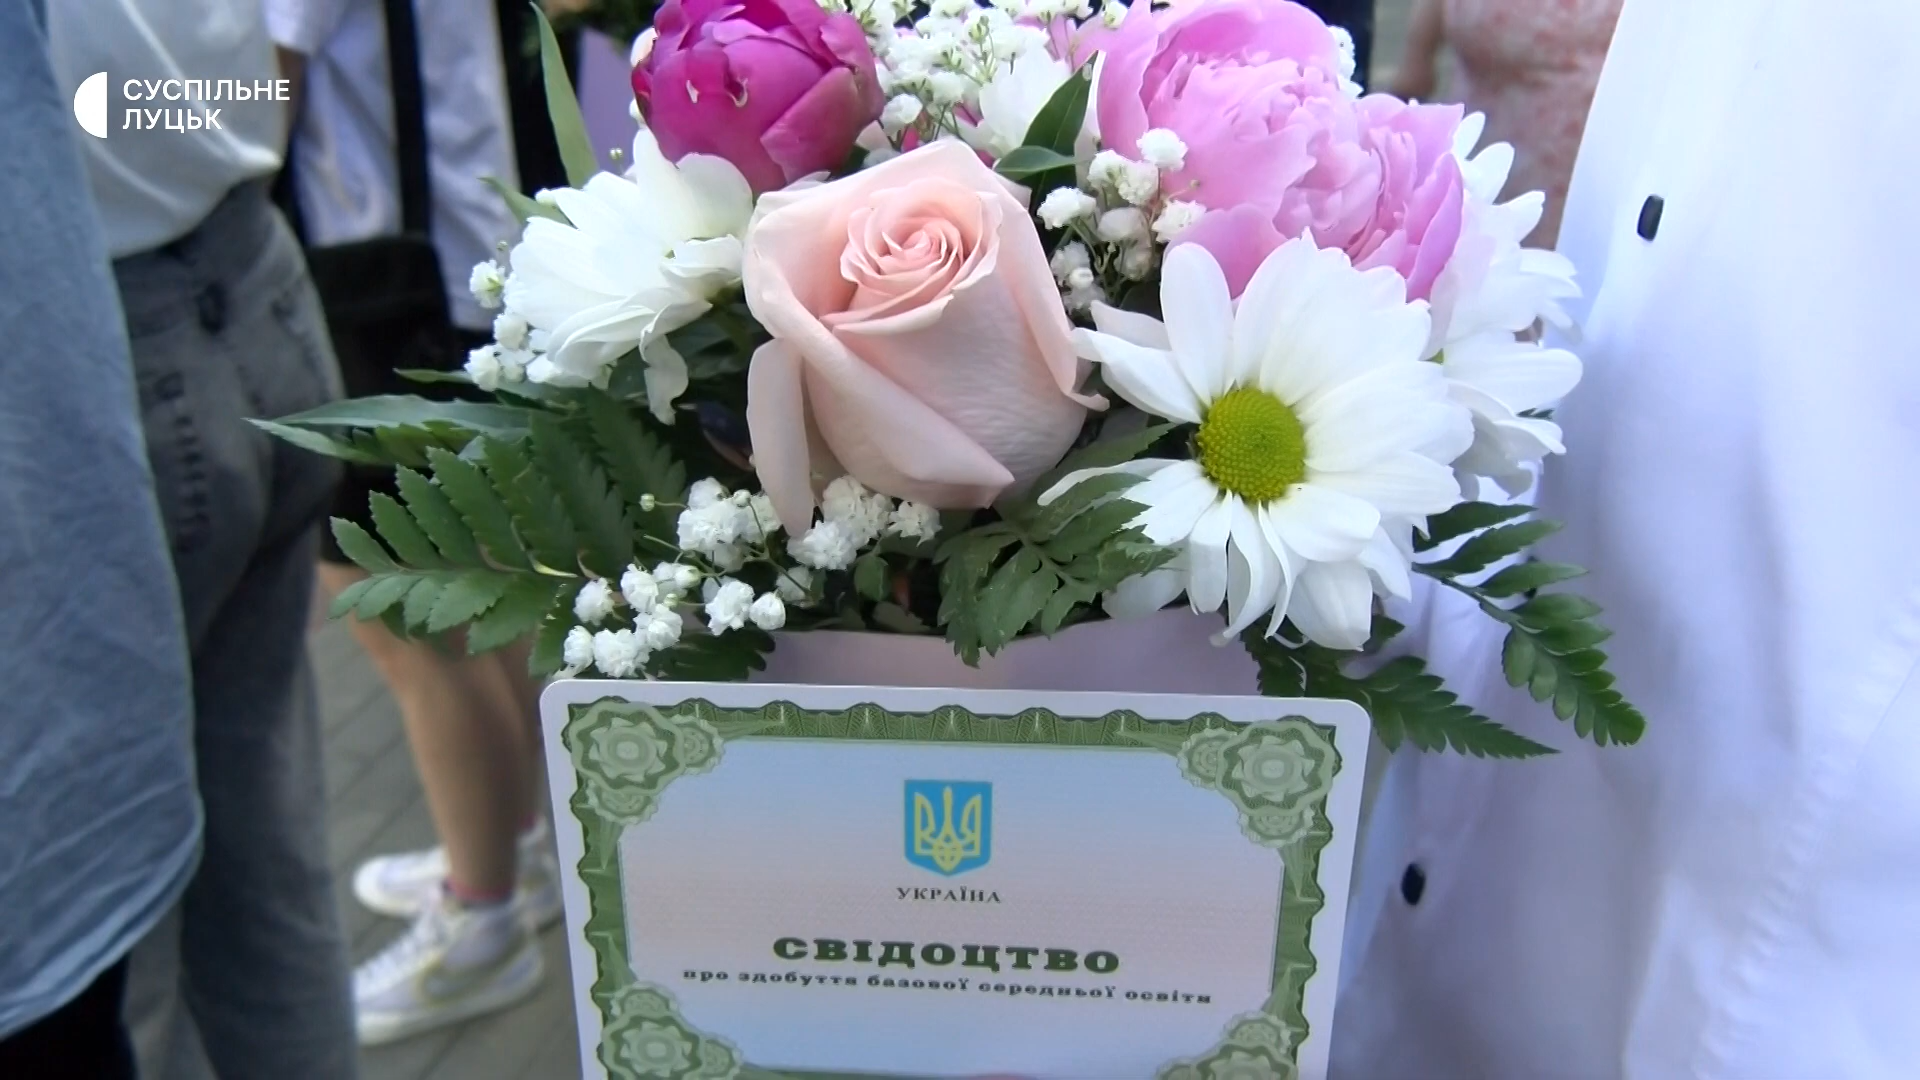 СУСПІЛЬНЕ
ЛУЦЬК
УКРАЇНА
СВІДОЦТВО
про здобуття базової середньої освіти